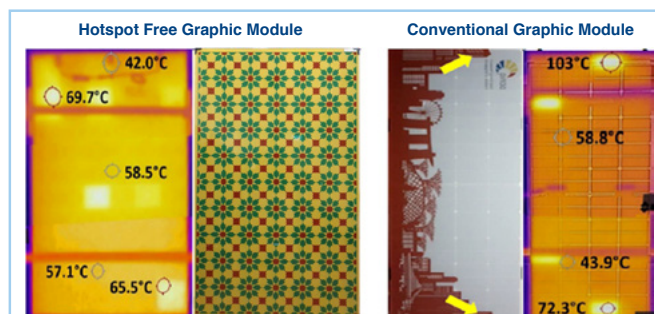 Hotspot Free Graphic Module
Conventional Graphic Module
42.0°C
69.7°C
58.5°C
57.1°C
65.5°C
103°C
58.8°C
43.9°C
72.3°C